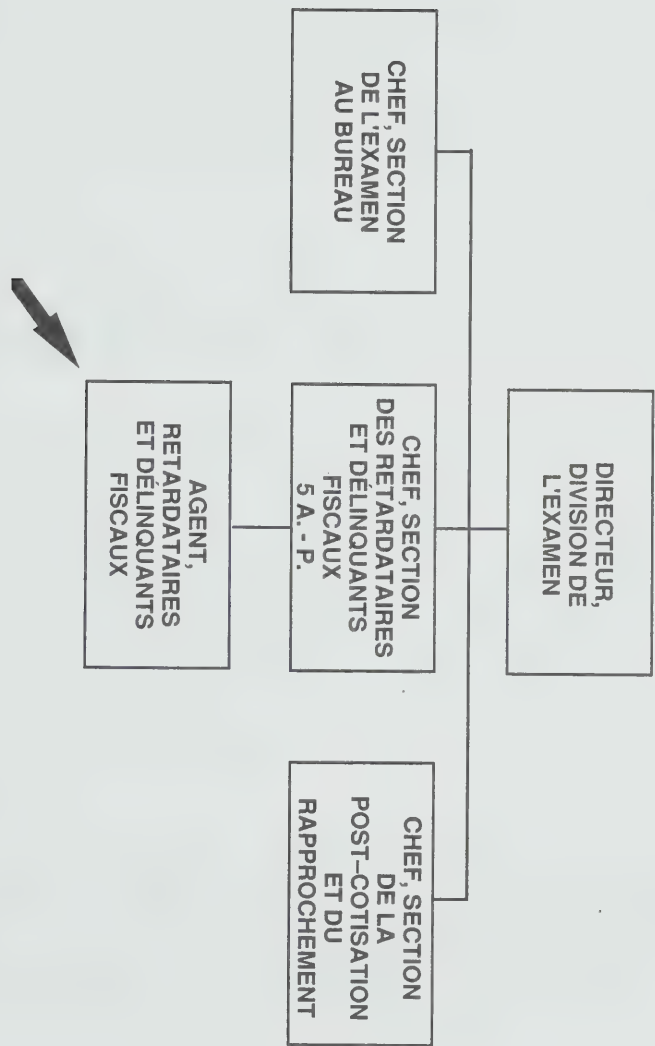 DIRECTEUR,
DIVISION DE
L'EXAMEN
CHEF, SECTION
DE L'EXAMEN
AU BUREAU
CHEF, SECTION
DES RETARDATAIRES
ET DÉLINQUANTS
FISCAUX
5 A. - P.
CHEF, SECTION
DE LA
POST-COTISATION
ET DU
RAPPROCHEMENT
AGENT,
RETARDATAIRES
ET DÉLINQUANTS
FISCAUX